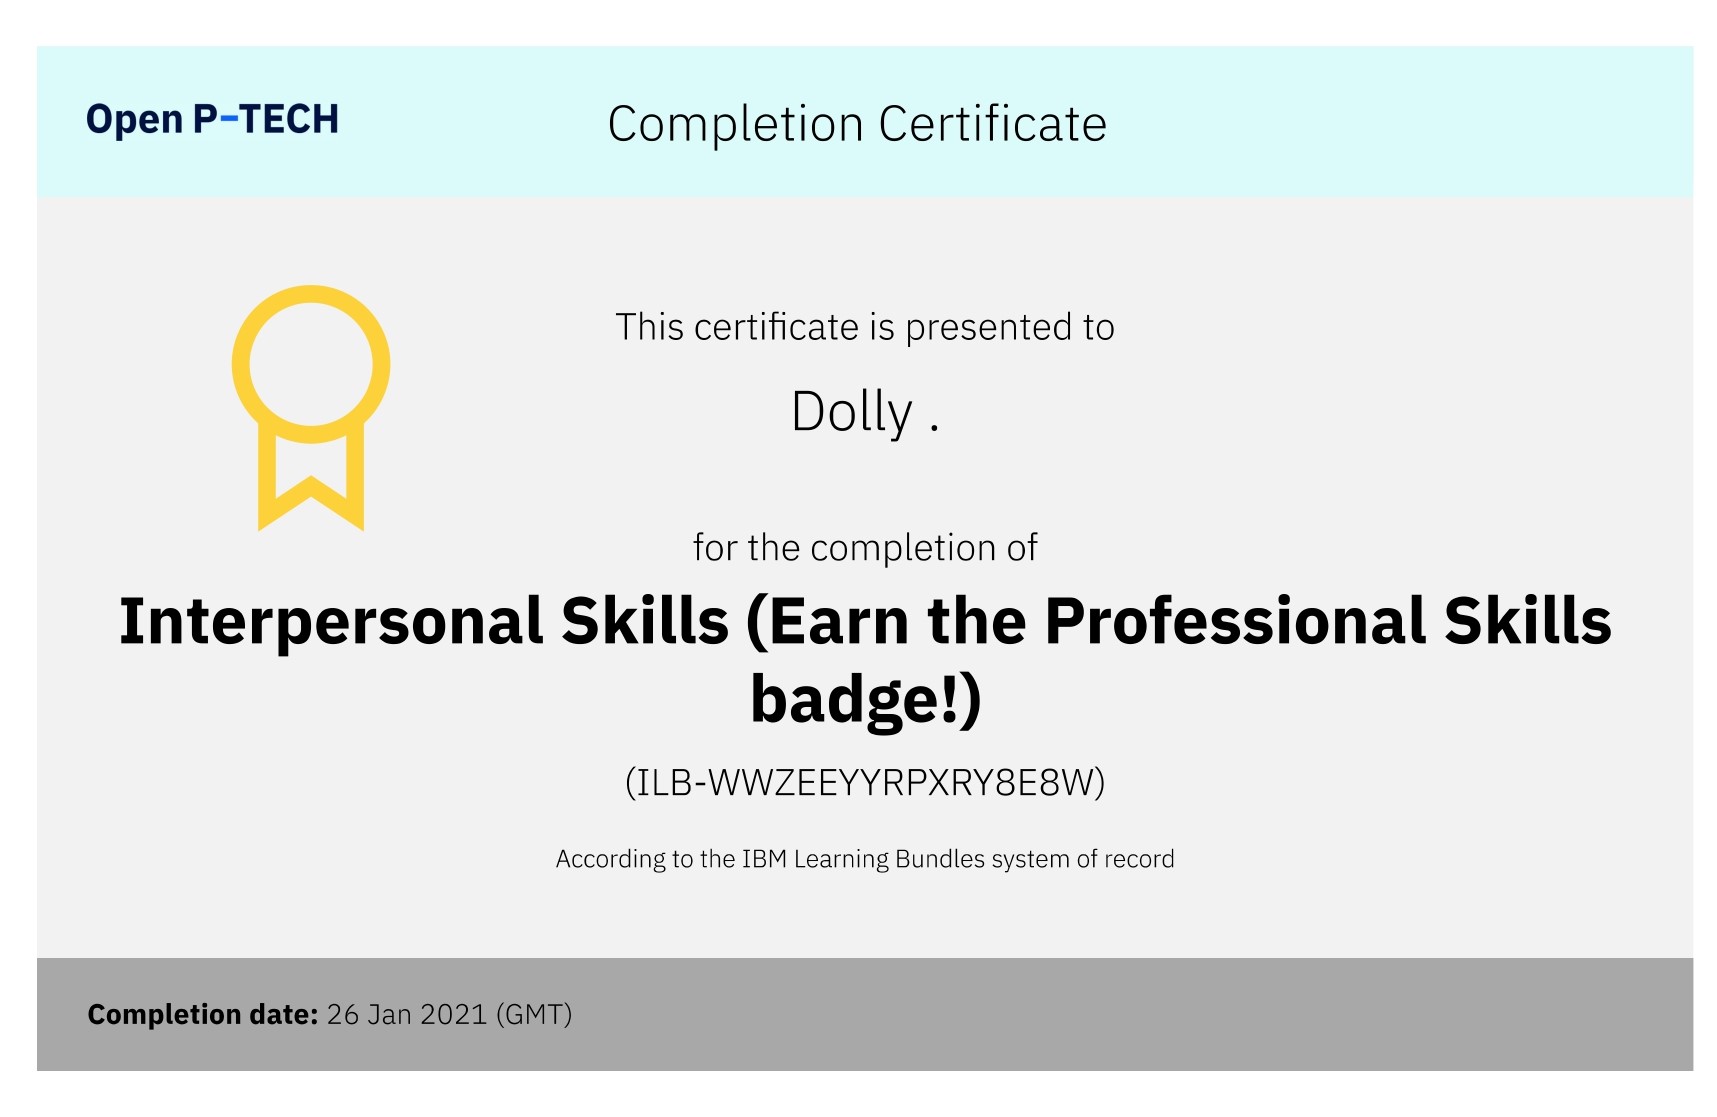 Open P-TECH
Completion Certificate
This certificate is presented to
Dolly .
for the completion of
Interpersonal Skills (Earn the Professional Skills
badge!)
(ILB-WWZEEYYRPXRY8E8W)
According to the IBM Learning Bundles system of record
Completion date: 26 Jan 2021 (GMT)